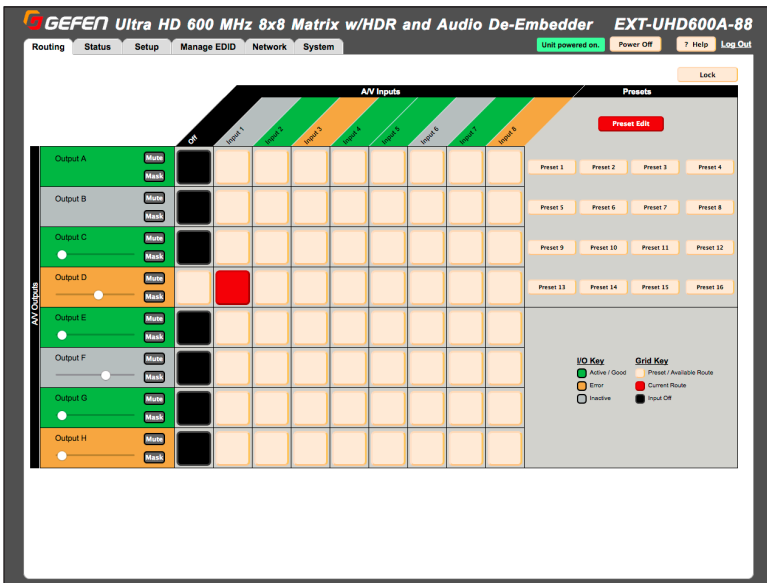 GEFEN Ultra HD 600 MHz 8x8 Matrix w/HDR and Audio De-Embedder EXT-UHD600A-88
Routing Status Setup Manage EDID Network System Unit powered on. Power Off ? Help Log Out
Lock
A/V Inputs Presets
Off Input 1 Input 2 Input 3 Input 4 Input 5 Input 6 Input 7 Input 8
Preset Edit
A/V Outputs
Output A Mute
Mask
Preset 1 Preset 2 Preset 3 Preset 4
Output B Mute
Mask
Preset 5 Preset 6 Preset 7 Preset 8
Output C Mute
Mask
Preset 9 Preset 10 Preset 11 Preset 12
Output D Mute
Mask
Preset 13 Preset 14 Preset 15 Preset 16
Output E Mute
Mask
Output F Mute
Mask
I/O Key Grid Key
Active / Good Preset / Available Route
Error Current Route
Inactive Input Off
Output G Mute
Mask
Output H Mute
Mask